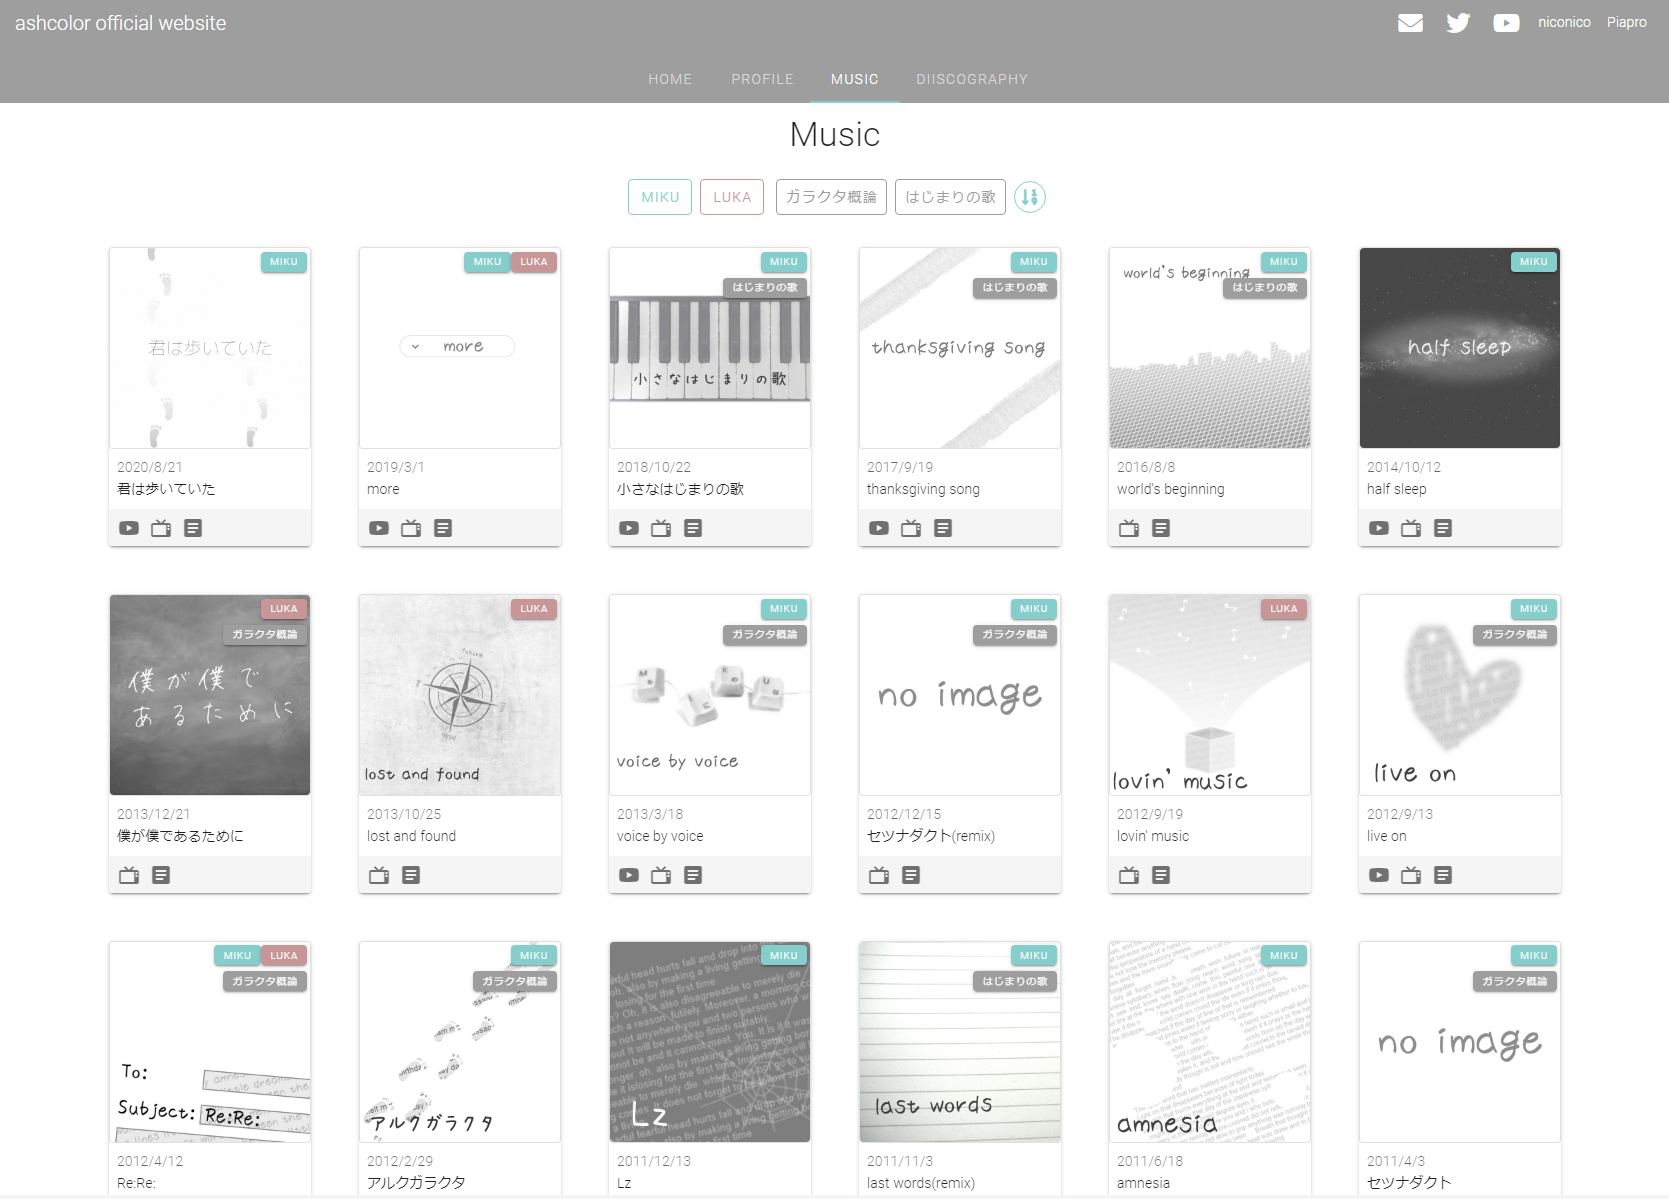 ashcolor official website
niconico
Piapro
HOME
PROFILE
MUSIC
DIISCOGRAPHY
Music
MIKU
LUKA
ガラクタ概論
はじまりの歌
MIKU
君は歩いていた
2020/8/21
君は歩いていた
MIKU
LUKA
more
2019/3/1
more
MIKU
はじまりの歌
小さなはじまりの歌
2018/10/22
小さなはじまりの歌
MIKU
はじまりの歌
thanksgiving song
2017/9/19
thanksgiving song
MIKU
world's beginning
はじまりの歌
2016/8/8
world's beginning
MIKU
half sleep
2014/10/12
half sleep
LUKA
ガラクタ概論
僕が僕で
あるために
2013/12/21
僕が僕であるために
LUKA
lost and found
2013/10/25
lost and found
MIKU
ガラクタ概論
voice by voice
2013/3/18
voice by voice
MIKU
ガラクタ概論
no image
2012/12/15
セツナダクト(remix)
LUKA
lovin' music
2012/9/19
lovin' music
MIKU
ガラクタ概論
live on
2012/9/13
live on
MIKU
LUKA
ガラクタ概論
To:
Subject: Re:Re:
2012/4/12
Re:Re:
MIKU
ガラクタ概論
アルクガラクタ
2012/2/29
アルクガラクタ
MIKU
Lz
2011/12/13
Lz
MIKU
はじまりの歌
last words
2011/11/3
last words(remix)
MIKU
amnesia
2011/6/18
amnesia
MIKU
ガラクタ概論
no image
2011/4/3
セツナダクト